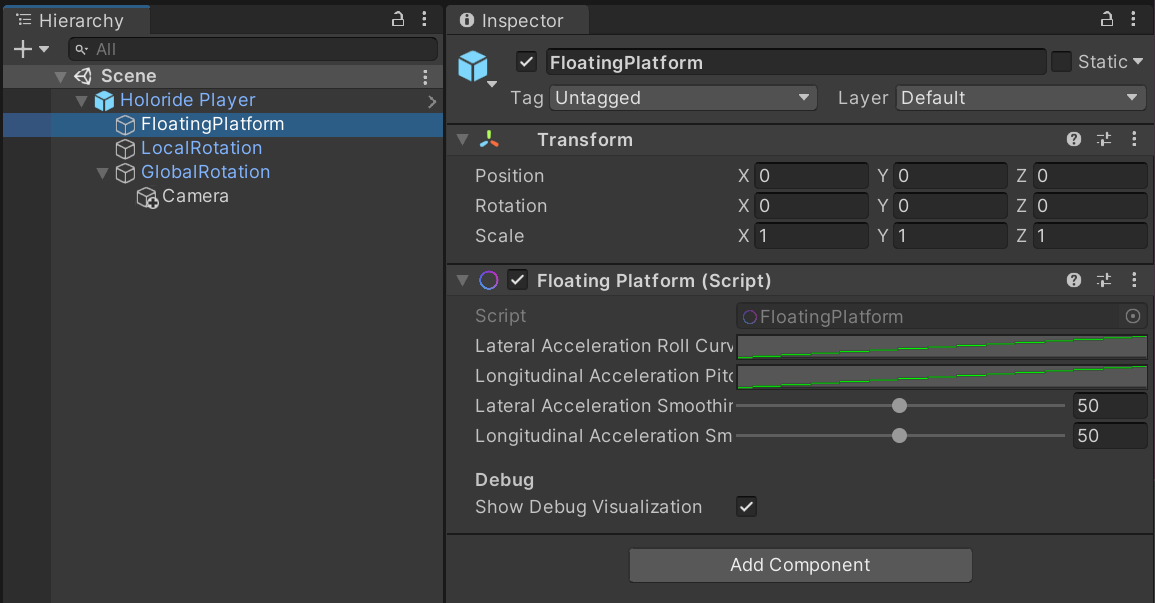 Hierarchy
All
Scene
Holoride Player
FloatingPlatform
LocalRotation
GlobalRotation
Camera
Inspector
FloatingPlatform
Static
Tag Untagged Layer Default
Transform
Position X 0 Y 0 Z 0
Rotation X 0 Y 0 Z 0
Scale X 1 Y 1 Z 1
Floating Platform (Script)
Script FloatingPlatform
Lateral Acceleration Roll Curv
Longitudinal Acceleration Pitc
Lateral Acceleration Smoothin 50
Longitudinal Acceleration Sm 50
Debug
Show Debug Visualization
Add Component